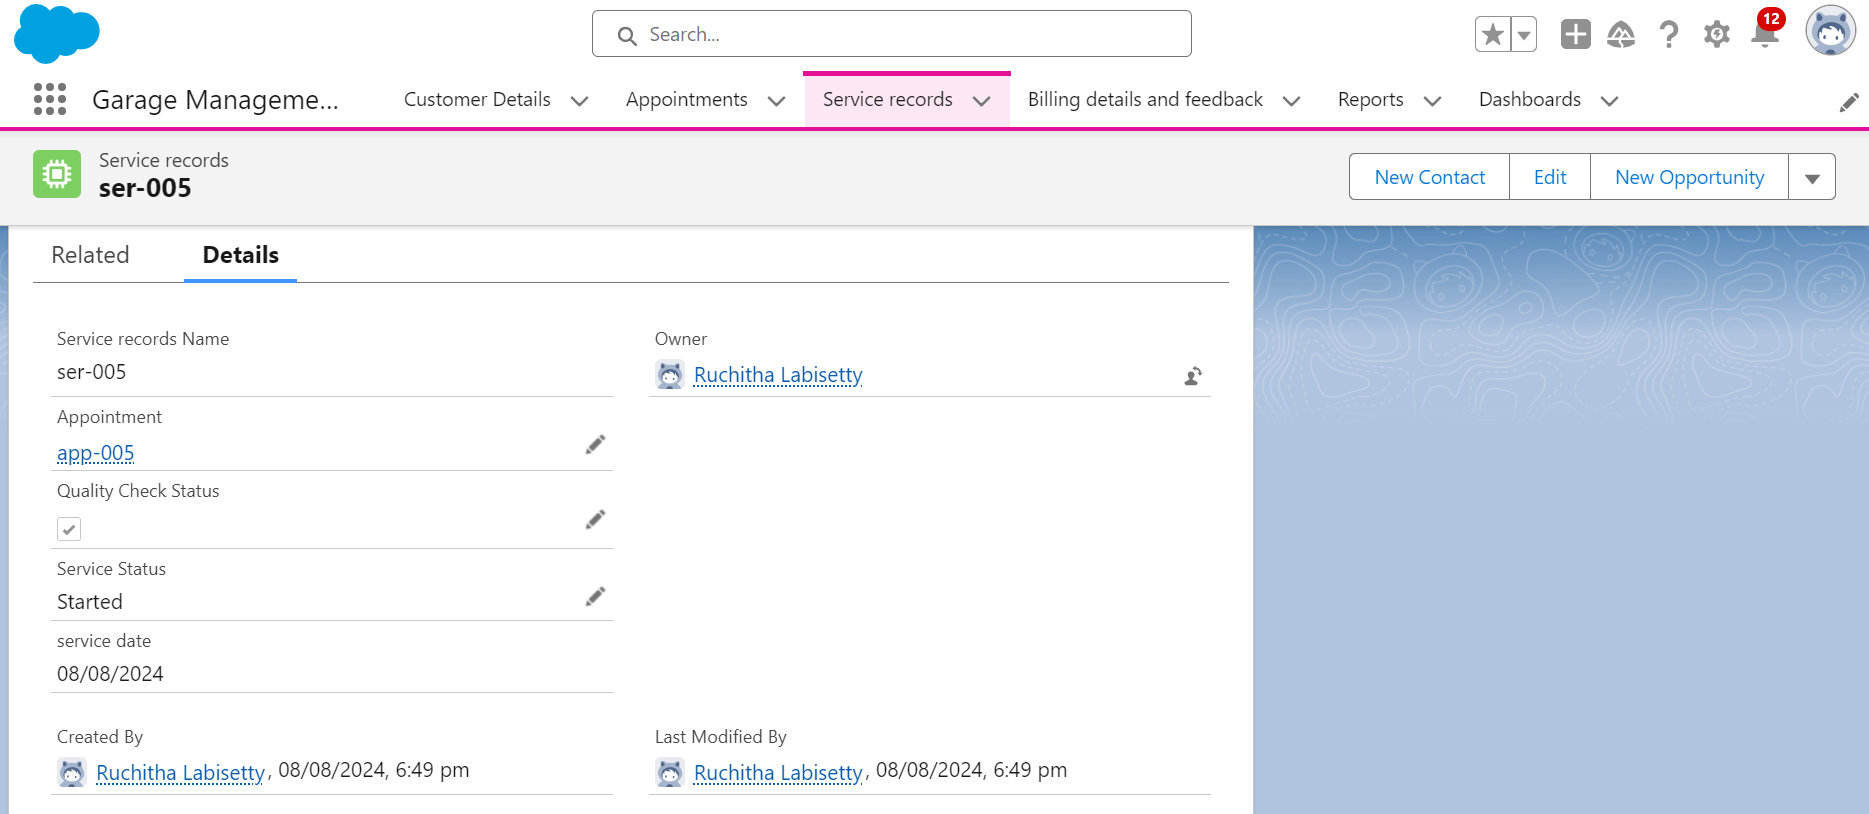 Search...
12
Garage Manageme...
Customer Details
Appointments
Service records
Billing details and feedback
Reports
Dashboards
Service records
ser-005
New Contact
Edit
New Opportunity
Related
Details
Service records Name
ser-005
Owner
Ruchitha Labisetty
Appointment
app-005
Quality Check Status
Service Status
Started
service date
08/08/2024
Created By
Ruchitha Labisetty, 08/08/2024, 6:49 pm
Last Modified By
Ruchitha Labisetty, 08/08/2024, 6:49 pm